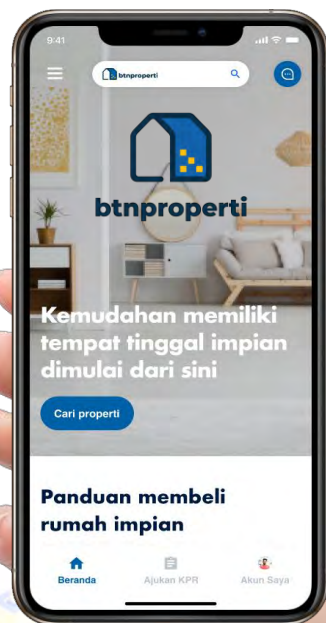 9:41
btnproperti
btnproperti
Kemudahan memiliki
tempat tinggal impian
dimulai dari sini
Cari properti
Panduan membeli
rumah impian
Beranda
Ajukan KPR
Akun Saya